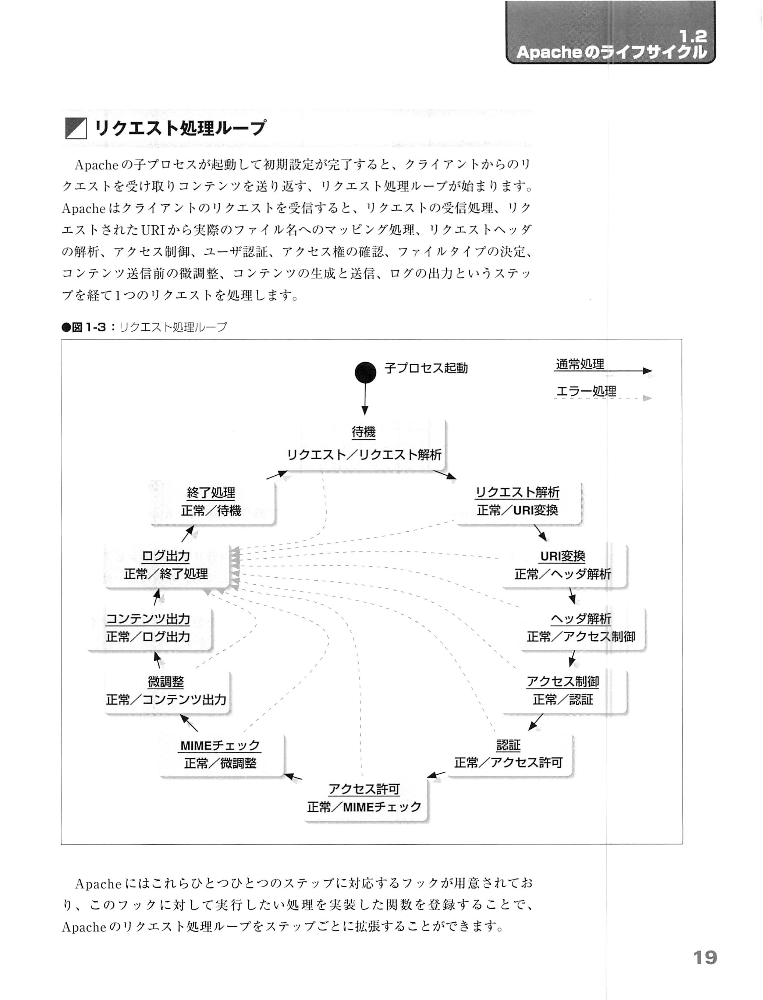 1.2
Apacheのライフサイクル
リクエスト処理ループ
Apacheの子プロセスが起動して初期設定が完了すると、クライアントからのリ
クエストを受け取りコンテンツを送り返す、リクエスト処理ループが始まります。
Apacheはクライアントのリクエストを受信すると、リクエストの受信処理、リク
エストされたURIから実際のファイル名へのマッピング処理、リクエストヘッダ
の解析、アクセス制御、ユーザ認証、アクセス権の確認、ファイルタイプの決定、
コンテンツ送信前の微調整、コンテンツの生成と送信、ログの出力というステッ
プを経て1つのリクエストを処理します。
●図1-3：リクエスト処理ループ
子プロセス起動
通常処理
エラー処理
待機
リクエスト／リクエスト解析
終了処理
正常／待機
リクエスト解析
正常／URI変換
ログ出力
正常／終了処理
URI変換
正常／ヘッダ解析
コンテンツ出力
正常／ログ出力
ヘッダ解析
正常／アクセス制御
微調整
正常／コンテンツ出力
アクセス制御
正常／認証
MIMEチェック
正常／微調整
認証
正常／アクセス許可
アクセス許可
正常／MIMEチェック
Apacheにはこれらひとつひとつのステップに対応するフックが用意されてお
り、このフックに対して実行したい処理を実装した関数を登録することで、
Apacheのリクエスト処理ループをステップごとに拡張することができます。
19